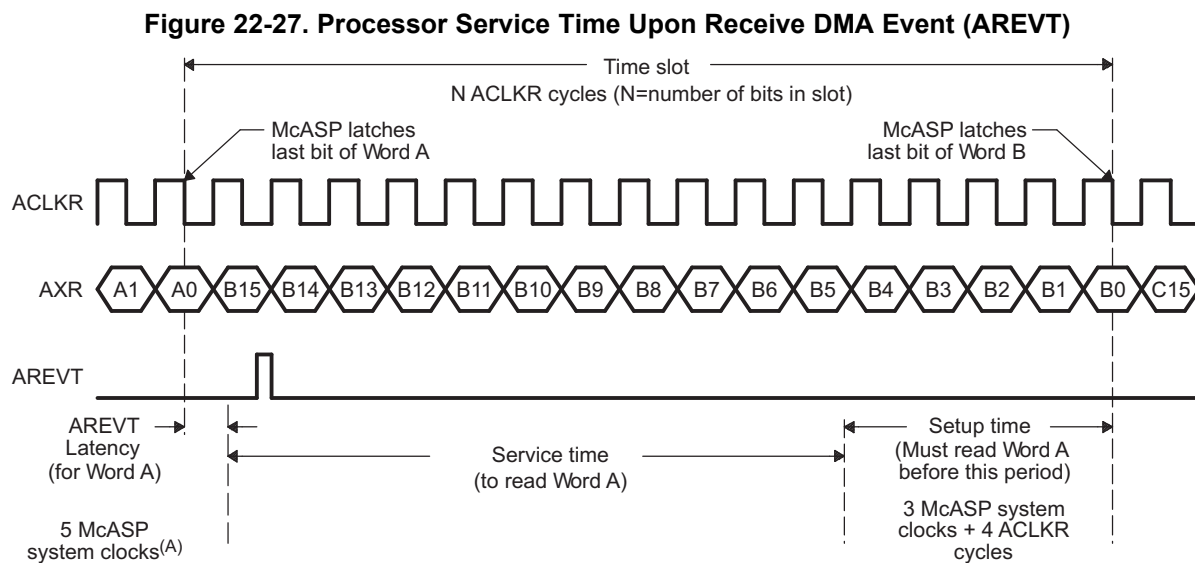 Figure 22-27. Processor Service Time Upon Receive DMA Event (AREVT)
Time slot
N ACLKR cycles (N=number of bits in slot)
McASP latches
last bit of Word A
McASP latches
last bit of Word B
ACLKR
AXR
A1 A0 B15 B14 B13 B12 B11 B10 B9 B8 B7 B6 B5 B4 B3 B2 B1 B0 C15
AREVT
AREVT
Latency
(for Word A)
Service time
(to read Word A)
Setup time
(Must read Word A
before this period)
5 McASP
system clocks(A)
3 McASP system
clocks + 4 ACLKR
cycles